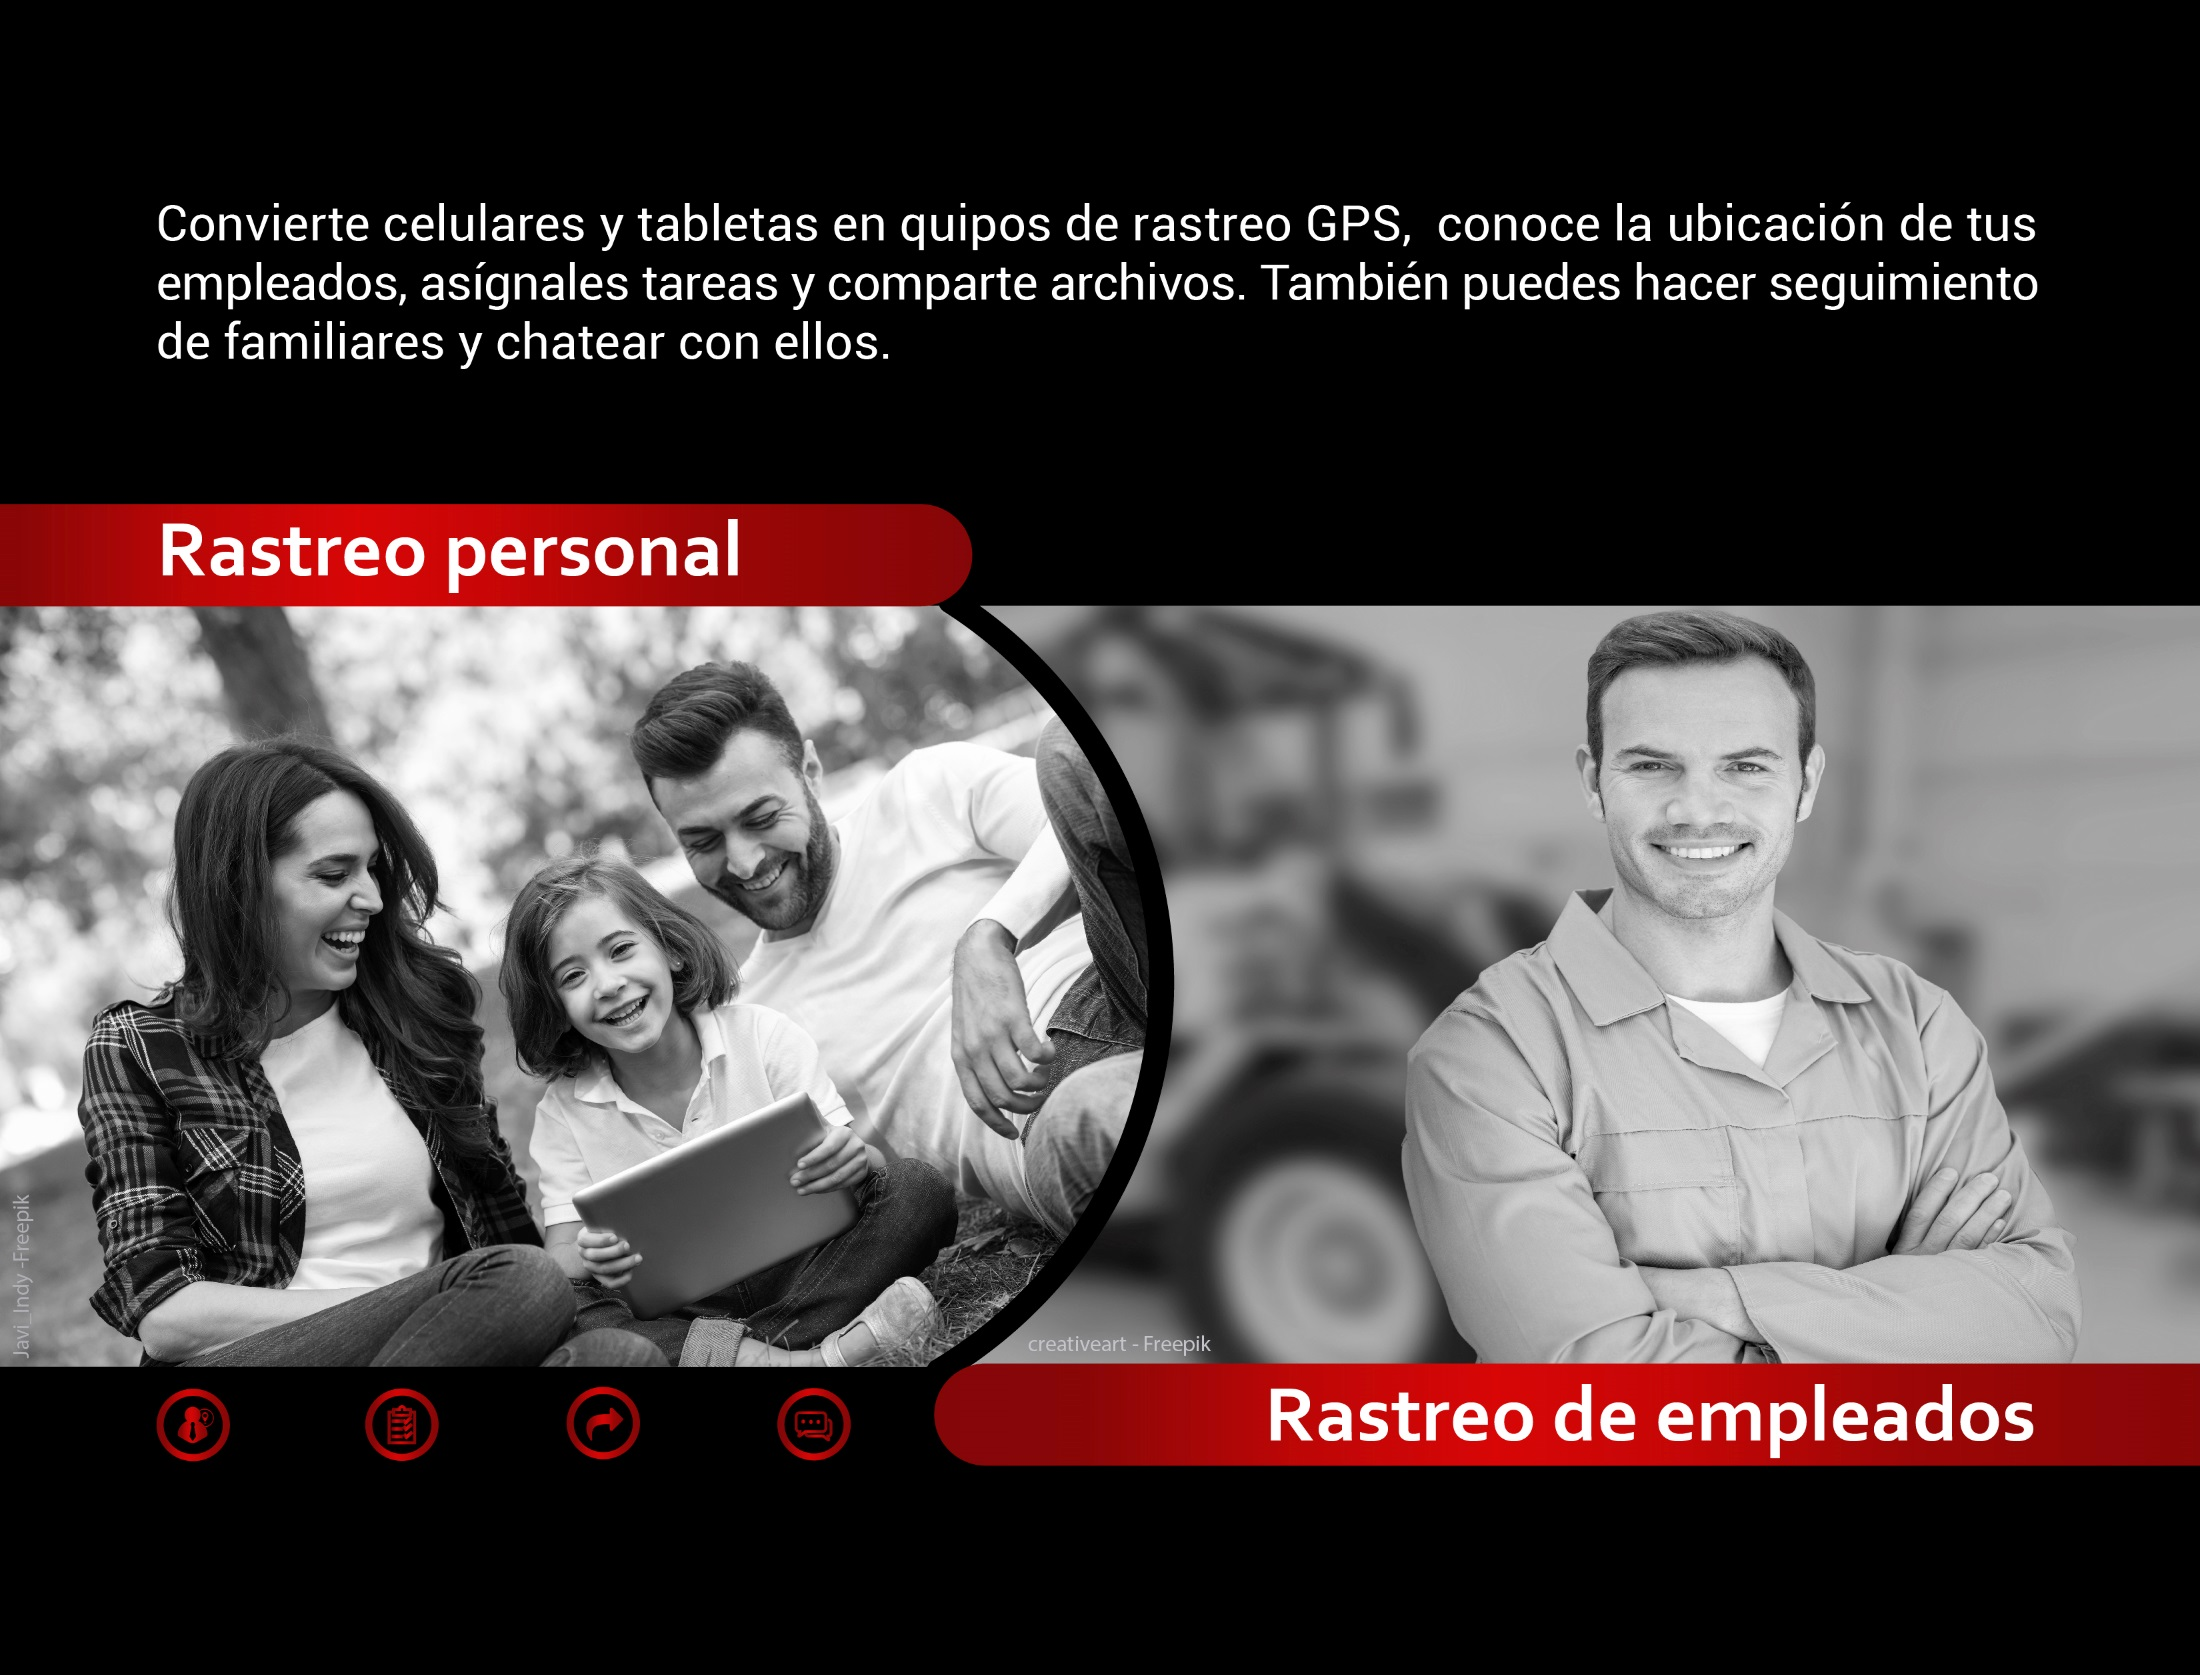 Convierte celulares y tabletas en quipos de rastreo GPS,  conoce la ubicación de tus
empleados, asígnales tareas y comparte archivos. También puedes hacer seguimiento
de familiares y chatear con ellos.
Rastreo personal
Javi_Indy -Freepik
creativeart - Freepik
Rastreo de empleados